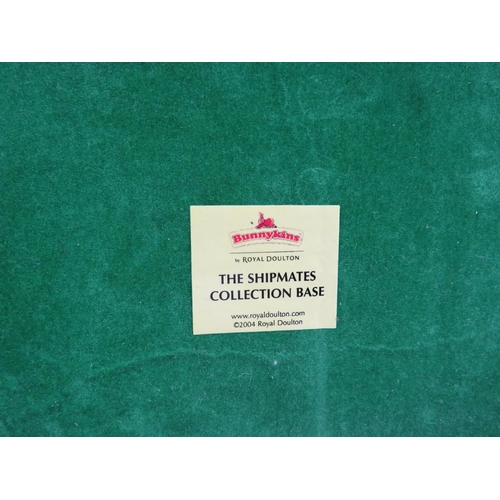 Bunnykins
by ROYAL DOULTON
THE SHIPMATES
COLLECTION BASE
www.royaldoulton.com
©2004 Royal Doulton